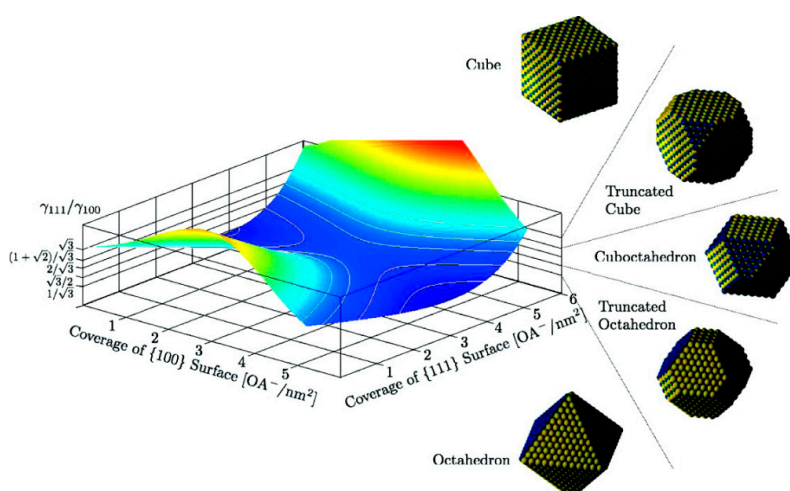 Cube
Truncated
Cube
Cuboctahedron
Truncated
Octahedron
Octahedron
γ₁₁₁/γ₁₀₀
√3
(1 + √2)/√3
2/√3
√3/2
1/√3
1 2 3 4 5
Coverage of {100} Surface [OA⁻/nm²]
1 2 3 4 5 6
Coverage of {111} Surface [OA⁻/nm²]